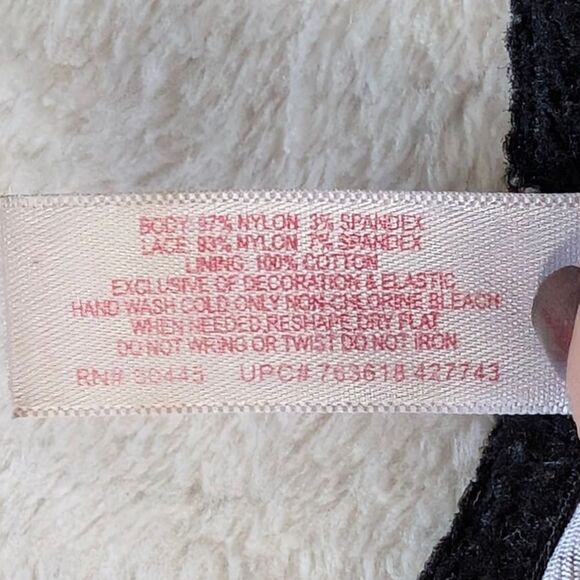 BODY: 97% NYLON 3% SPANDEX
LACE: 93% NYLON 7% SPANDEX
LINING: 100% COTTON
EXCLUSIVE OF DECORATION & ELASTIC
HAND WASH COLD.ONLY NON-CHLORINE BLEACH
WHEN NEEDED.RESHAPE,DRY FLAT
DO NOT WRING OR TWIST DO NOT IRON
RN# 30445 UPC# 763618 427743